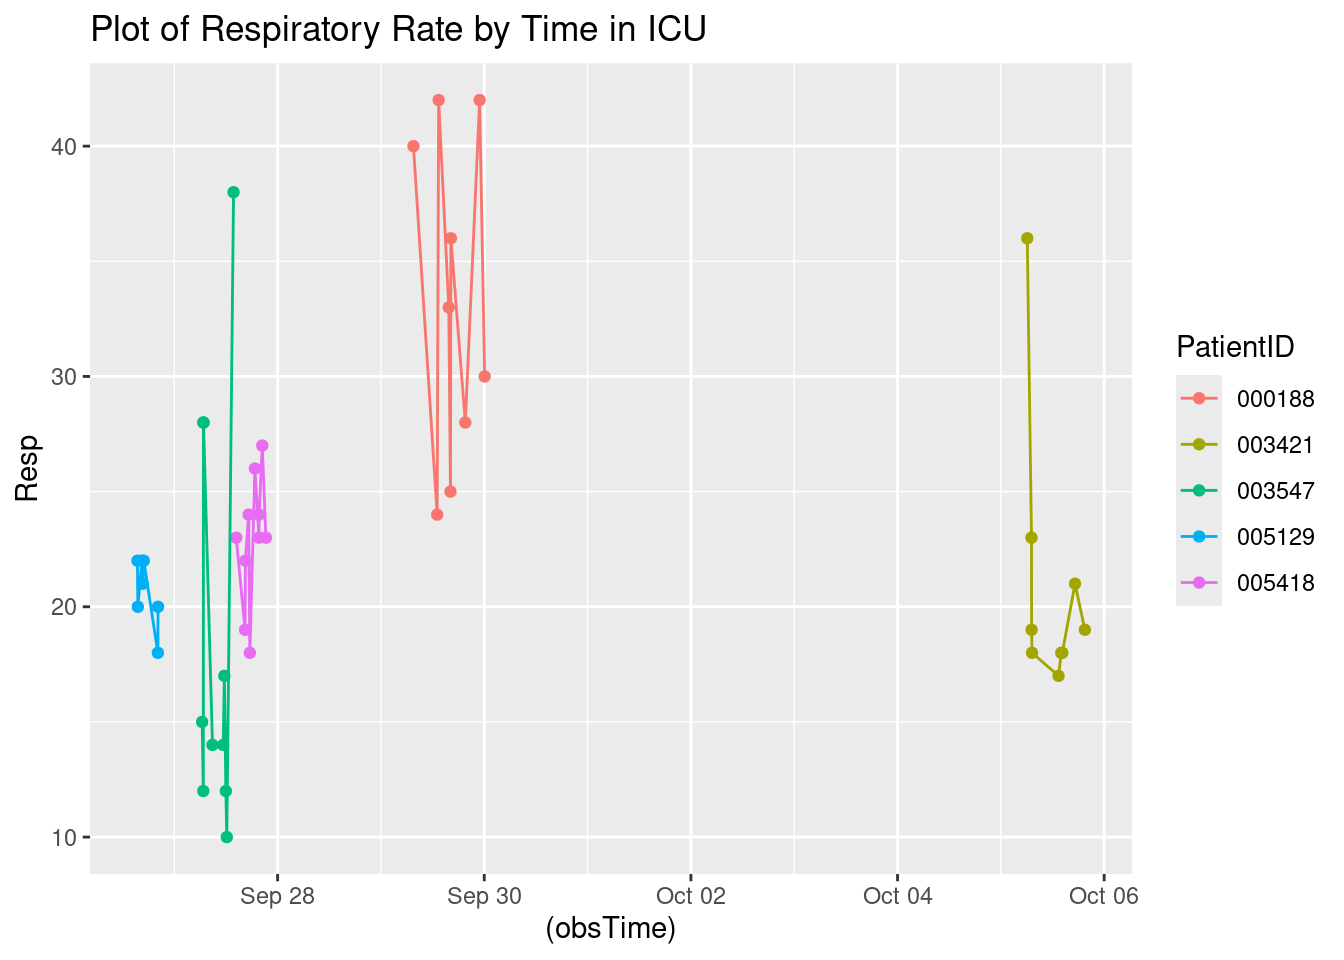 Plot of Respiratory Rate by Time in ICU
40
30
20
10
Resp
Sep 28
Sep 30
Oct 02
Oct 04
Oct 06
(obsTime)
PatientID
000188
003421
003547
005129
005418